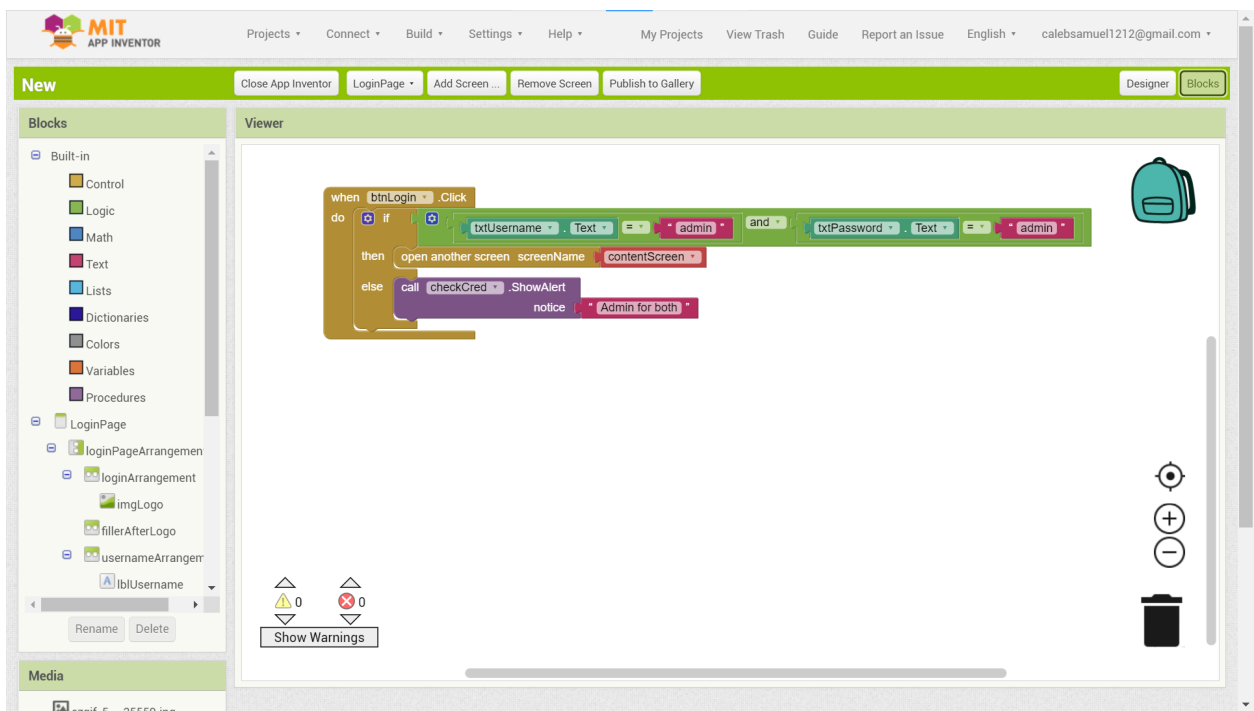 MIT
APP INVENTOR
Projects Connect Build Settings Help My Projects View Trash Guide Report an Issue English calebsamuel1212@gmail.com
New
Close App Inventor LoginPage Add Screen ... Remove Screen Publish to Gallery Designer Blocks
Blocks
Viewer
Built-in
Control
Logic
Math
Text
Lists
Dictionaries
Colors
Variables
Procedures
LoginPage
loginPageArrangemen
loginArrangement
imgLogo
fillerAfterLogo
usernameArrangem
lblUsername
Rename Delete
Media
when btnLogin .Click
do if txtUsername . Text = " admin " and txtPassword . Text = " admin "
then open another screen screenName contentScreen
else call checkCred .ShowAlert
notice " Admin for both "
0 0
Show Warnings